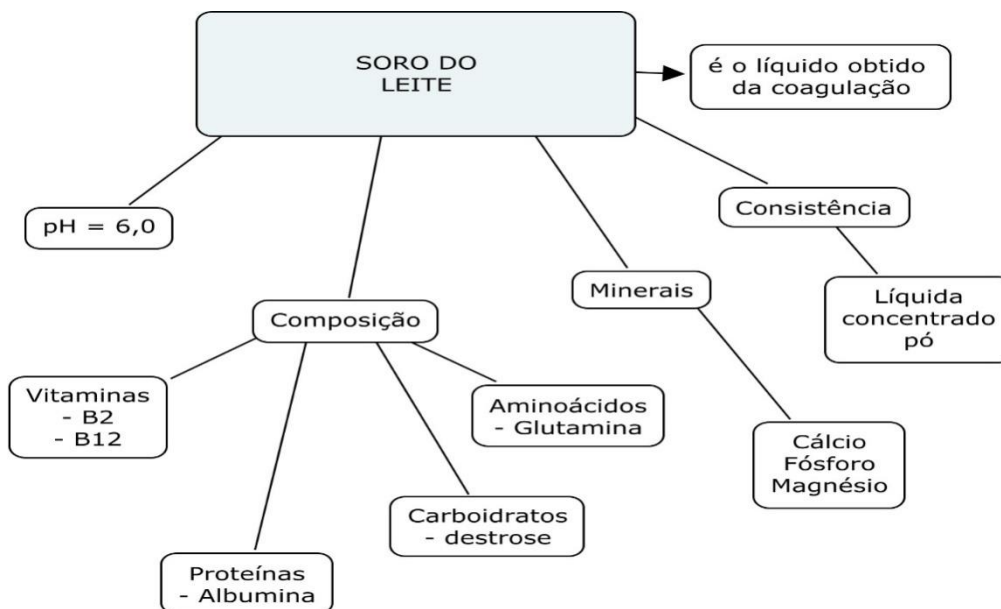 SORO DO
LEITE
é o líquido obtido
da coagulação
pH = 6,0
Consistência
Minerais
Líquida
concentrado
pó
Composição
Vitaminas
- B2
- B12
Aminoácidos
- Glutamina
Cálcio
Fósforo
Magnésio
Carboidratos
- destrose
Proteínas
- Albumina